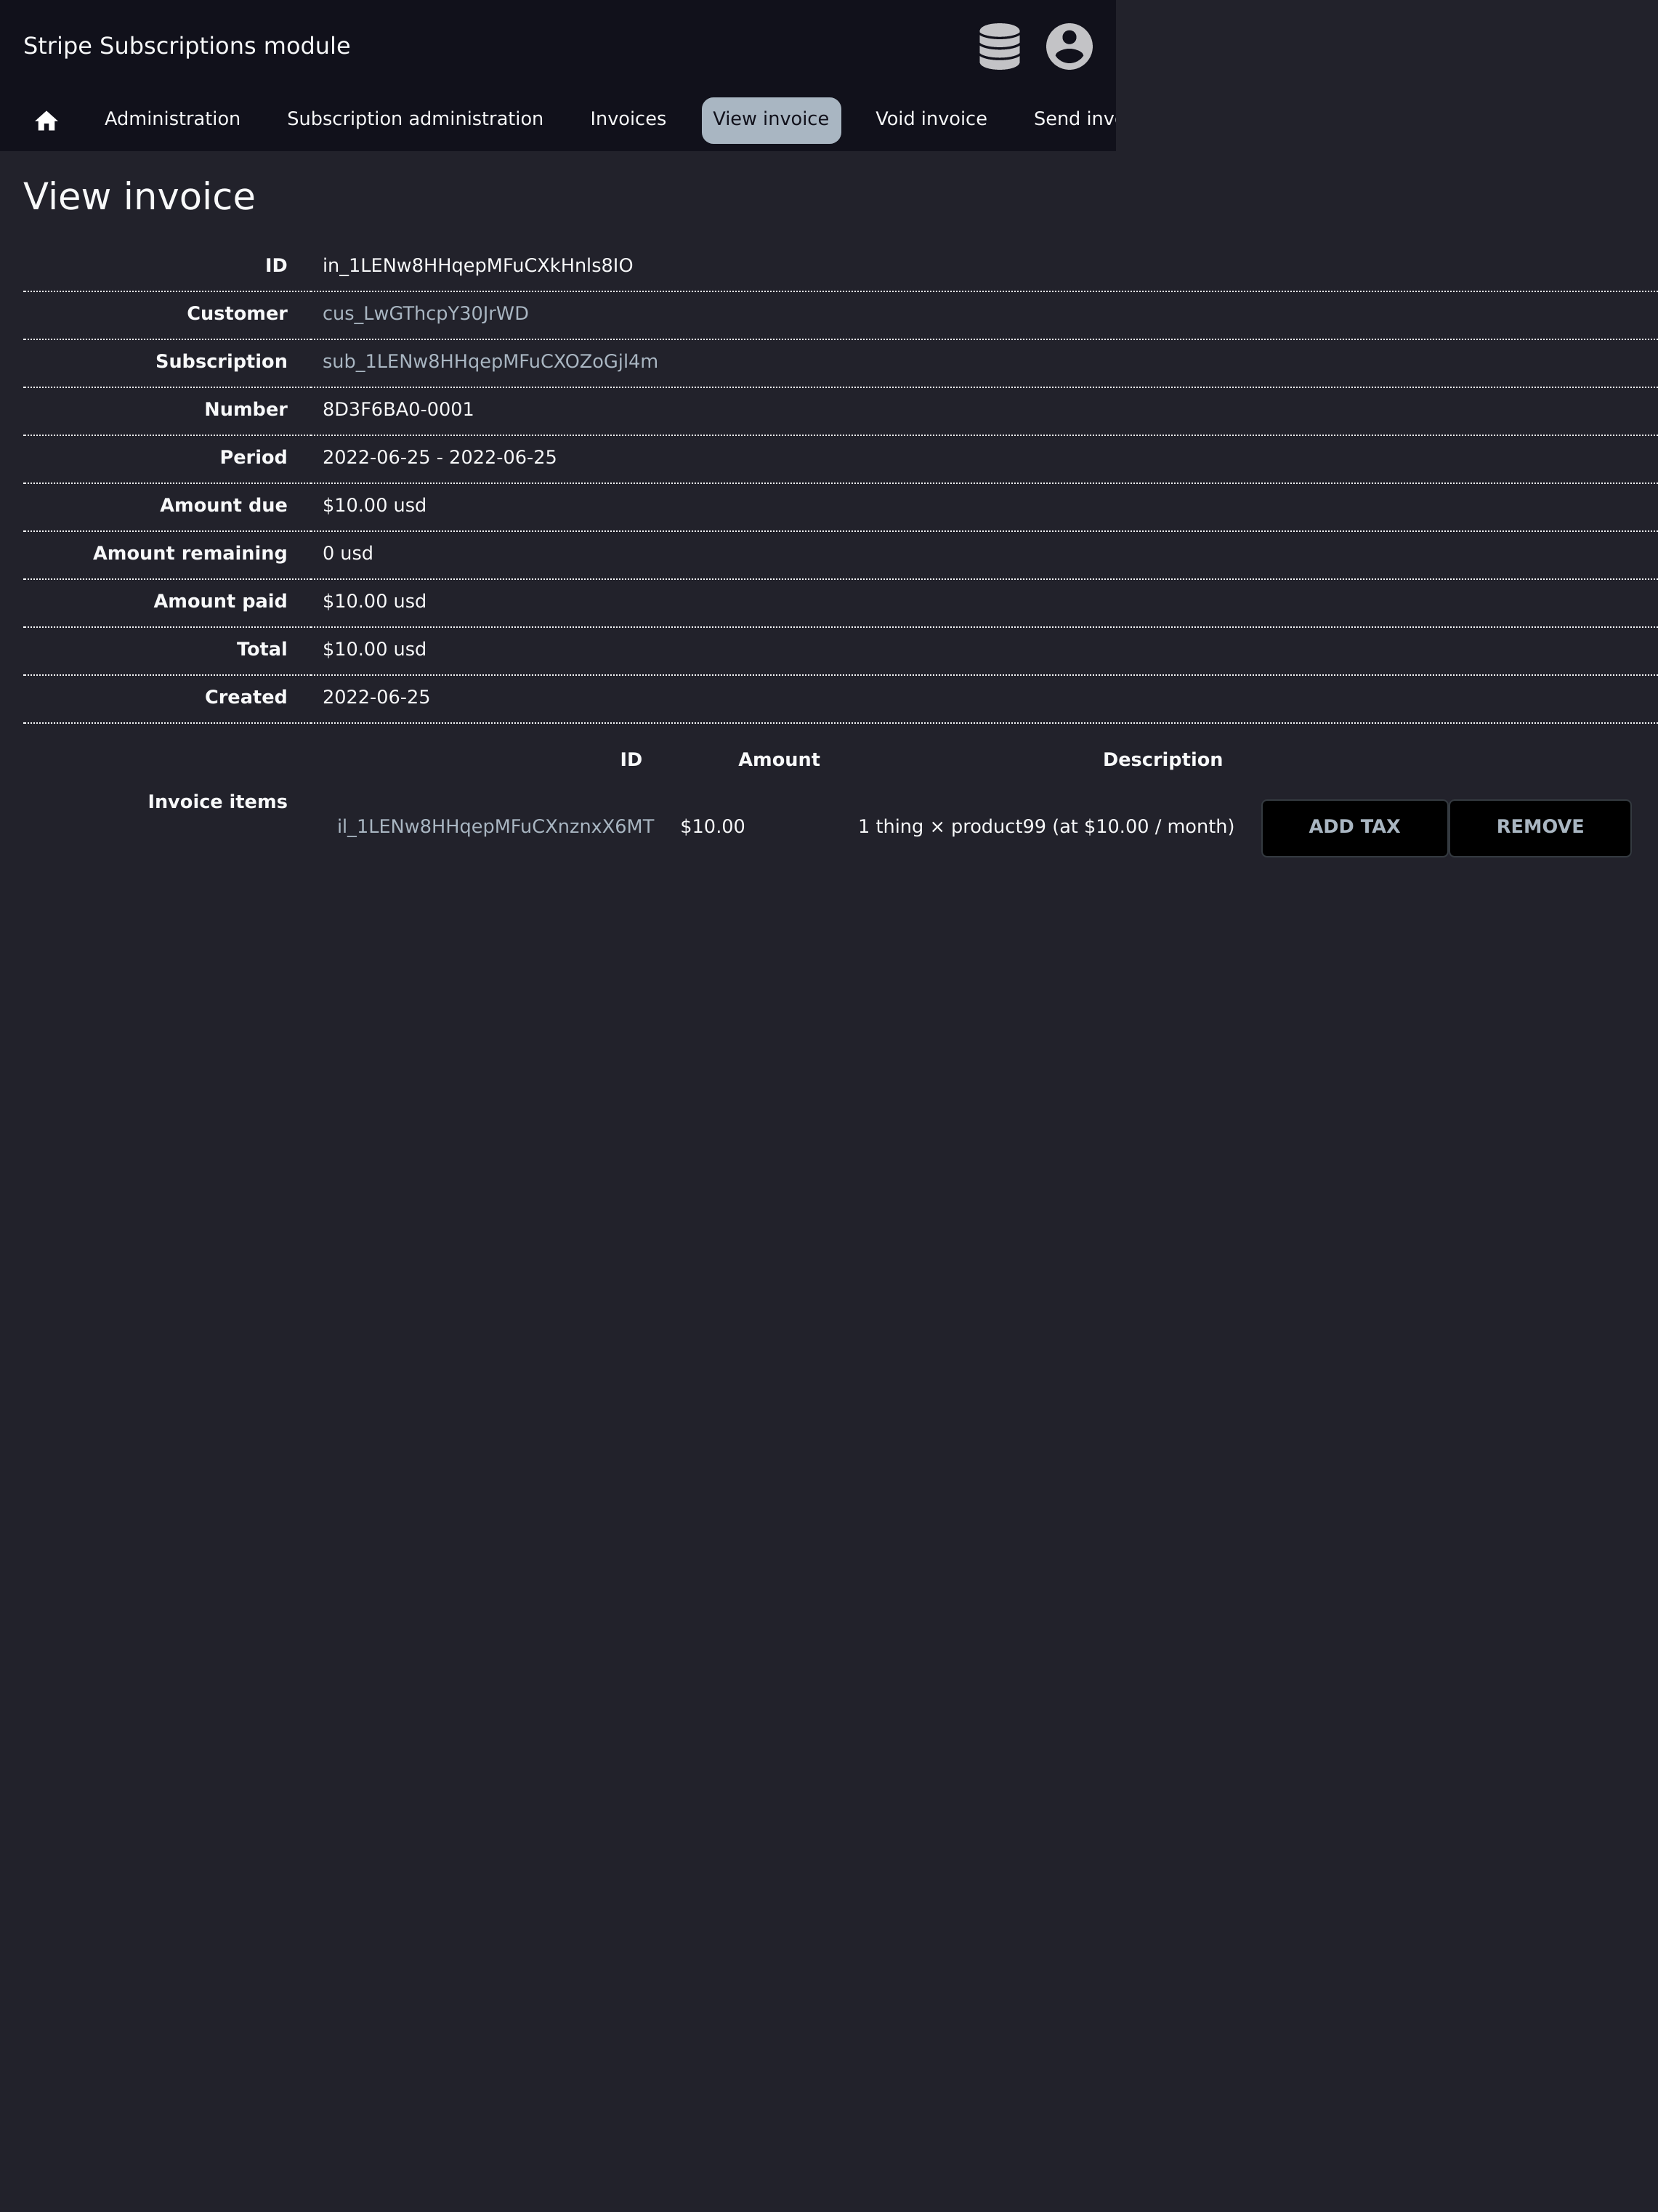 Stripe Subscriptions module
Administration Subscription administration Invoices View invoice Void invoice Send inv
View invoice
ID in_1LENw8HHqepMFuCXkHnls8IO
Customer cus_LwGThcpY30JrWD
Subscription sub_1LENw8HHqepMFuCXOZoGjl4m
Number 8D3F6BA0-0001
Period 2022-06-25 - 2022-06-25
Amount due $10.00 usd
Amount remaining 0 usd
Amount paid $10.00 usd
Total $10.00 usd
Created 2022-06-25
ID Amount Description
Invoice items
il_1LENw8HHqepMFuCXnznxX6MT $10.00 1 thing × product99 (at $10.00 / month) ADD TAX REMOVE